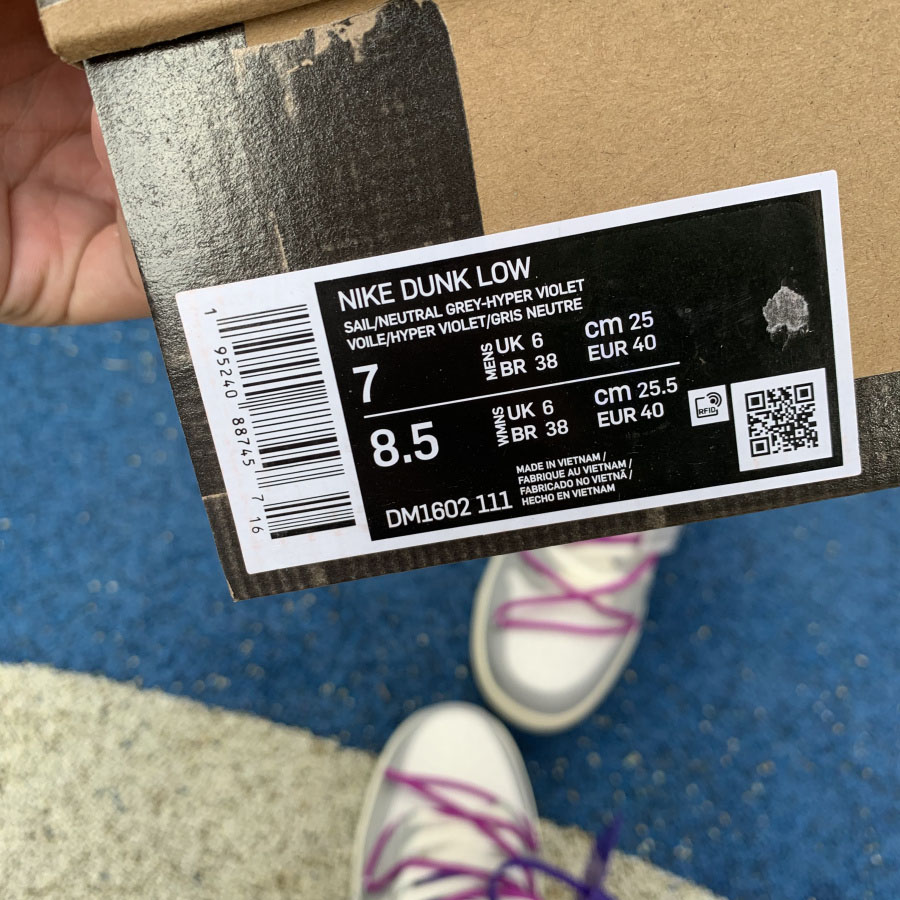 NIKE DUNK LOW
SAIL/NEUTRAL GREY-HYPER VIOLET
VOILE/HYPER VIOLET/GRIS NEUTRE
7
MENS
UK 6
BR 38
cm 25
EUR 40
8.5
WMNS
UK 6
BR 38
cm 25.5
EUR 40
RFID
DM1602 111
MADE IN VIETNAM /
FABRIQUE AU VIETNAM /
FABRICADO NO VIETNÃ /
HECHO EN VIETNAM
1 95240 88745 7 16